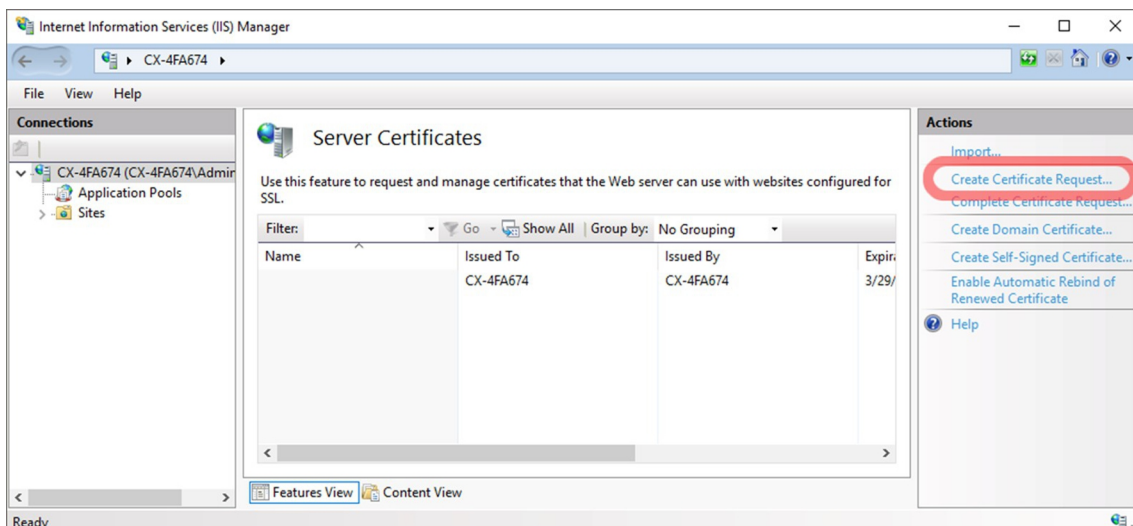 Internet Information Services (IIS) Manager
CX-4FA674
File View Help
Connections
CX-4FA674 (CX-4FA674\Admin
Application Pools
Sites
Server Certificates
Use this feature to request and manage certificates that the Web server can use with websites configured for
SSL.
Filter: Go Show All Group by: No Grouping
Name Issued To Issued By Expira
CX-4FA674 CX-4FA674 3/29/
Features View Content View
Actions
Import...
Create Certificate Request...
Complete Certificate Request...
Create Domain Certificate...
Create Self-Signed Certificate...
Enable Automatic Rebind of
Renewed Certificate
Help
Ready